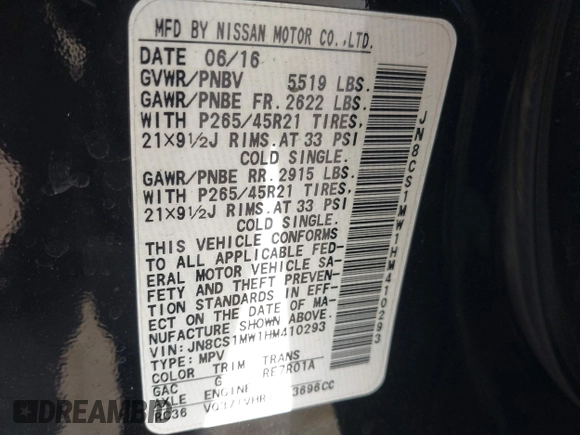 MFD BY NISSAN MOTOR CO.,LTD.
DATE 06/16
GVWR/PNBV 5519 LBS.
GAWR/PNBE FR. 2622 LBS.
WITH P265/45R21 TIRES,
21X9½J RIMS. AT 33 PSI
COLD SINGLE.
GAWR/PNBE RR. 2915 LBS.
WITH P265/45R21 TIRES,
21X9½J RIMS. AT 33 PSI
COLD SINGLE.
THIS VEHICLE CONFORMS
TO ALL APPLICABLE FED-
ERAL MOTOR VEHICLE SA-
FETY AND THEFT PREVEN-
TION STANDARDS IN EFF-
ECT ON THE DATE OF MA-
NUFACTURE SHOWN ABOVE.
VIN: JN8CS1MW1HM410293
TYPE: MPV
COLOR TRIM TRANS
GAC G RE7R01A
AXLE ENGINE
RC36 VQ37VHR 3696CC
JN8CS1MW1HM410293